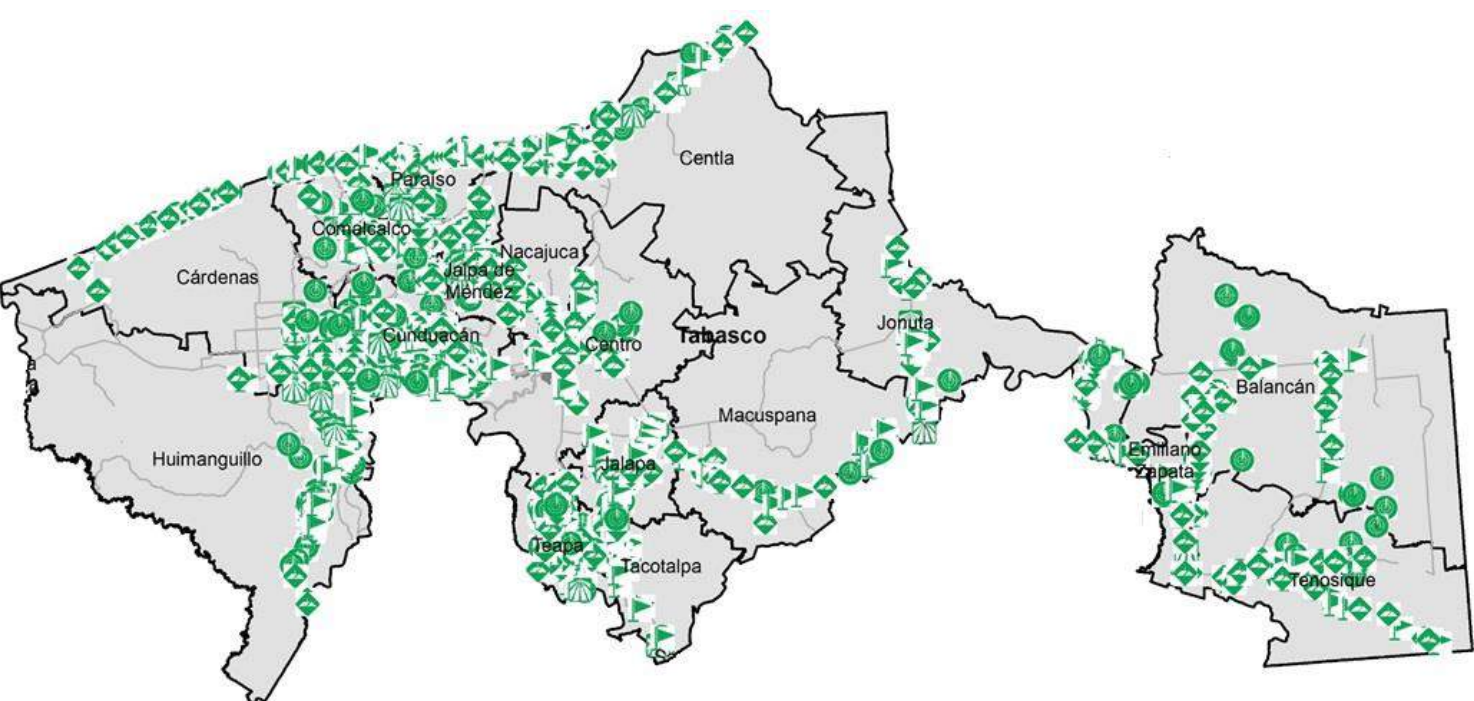 Centla
Paraiso
Comalcalco
Nacajuca
Cárdenas
Jalpa de
Méndez
Jonuta
Cunduacán
Centro
Tabasco
Balancán
Macuspana
Huimanguillo
Jalapa
Emiliano
Zapata
Teapa
Tacotalpa
Tenosique